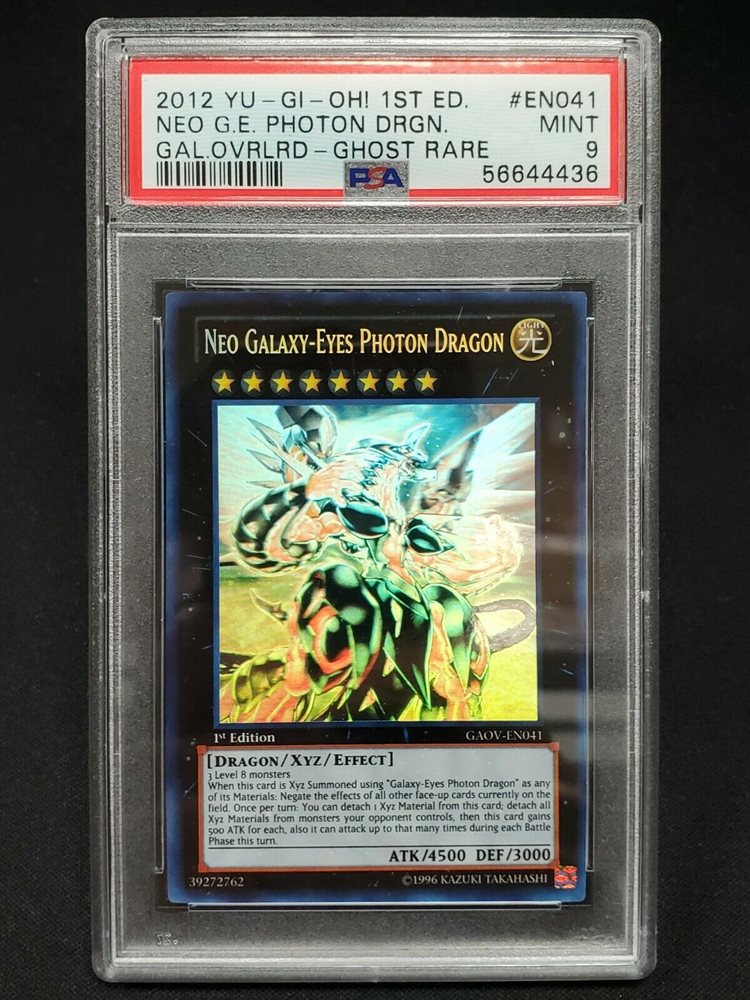 2012 YU-GI-OH! 1ST ED. #EN041
NEO G.E. PHOTON DRGN. MINT
GAL.OVRLRD-GHOST RARE 9
PSA 56644436
NEO GALAXY-EYES PHOTON DRAGON
LIGHT
光
1st Edition GAOV-EN041
[DRAGON/XYZ/EFFECT]
3 Level 8 monsters
When this card is Xyz Summoned using "Galaxy-Eyes Photon Dragon" as any
of its Materials: Negate the effects of all other face-up cards currently on the
field. Once per turn: You can detach 1 Xyz Material from this card; detach all
Xyz Materials from monsters your opponent controls, then this card gains
500 ATK for each, also it can attack up to that many times during each Battle
Phase this turn.
ATK/4500 DEF/3000
39272762 ©1996 KAZUKI TAKAHASHI